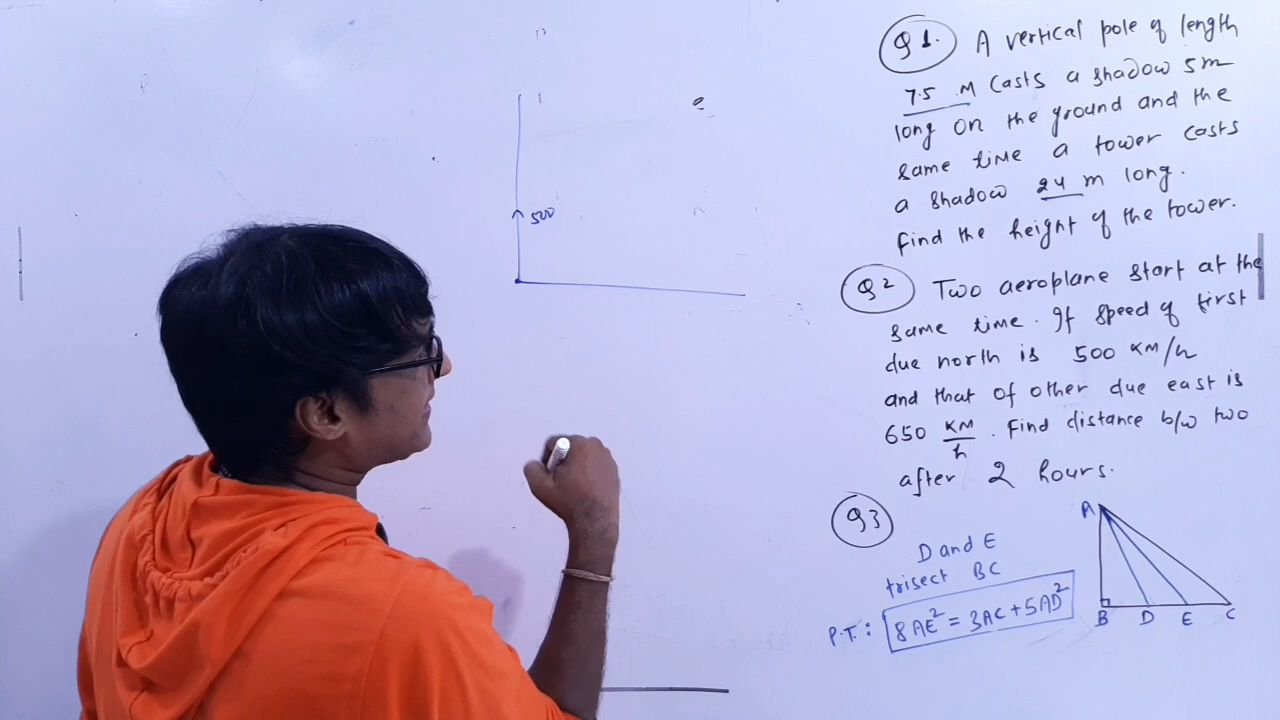 500
Q1. A vertical pole of length
7.5 M casts a shadow 5m
long on the ground and the
same time a tower casts
a shadow 24 m long.
find the height of the tower.
Q2 Two aeroplane start at the
same time. If speed of first
due north is 500 KM/h
and that of other due east is
650 KM/h. Find distance b/w two
after 2 hours.
Q3
D and E
trisect BC
P.T.: 8AE² = 3AC + 5AD²
A
B D E C